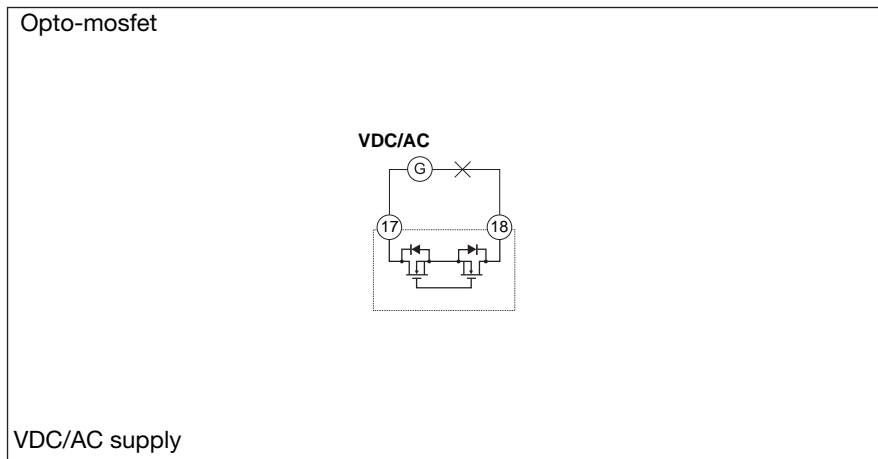 Opto-mosfet
VDC/AC
G
17
18
VDC/AC supply